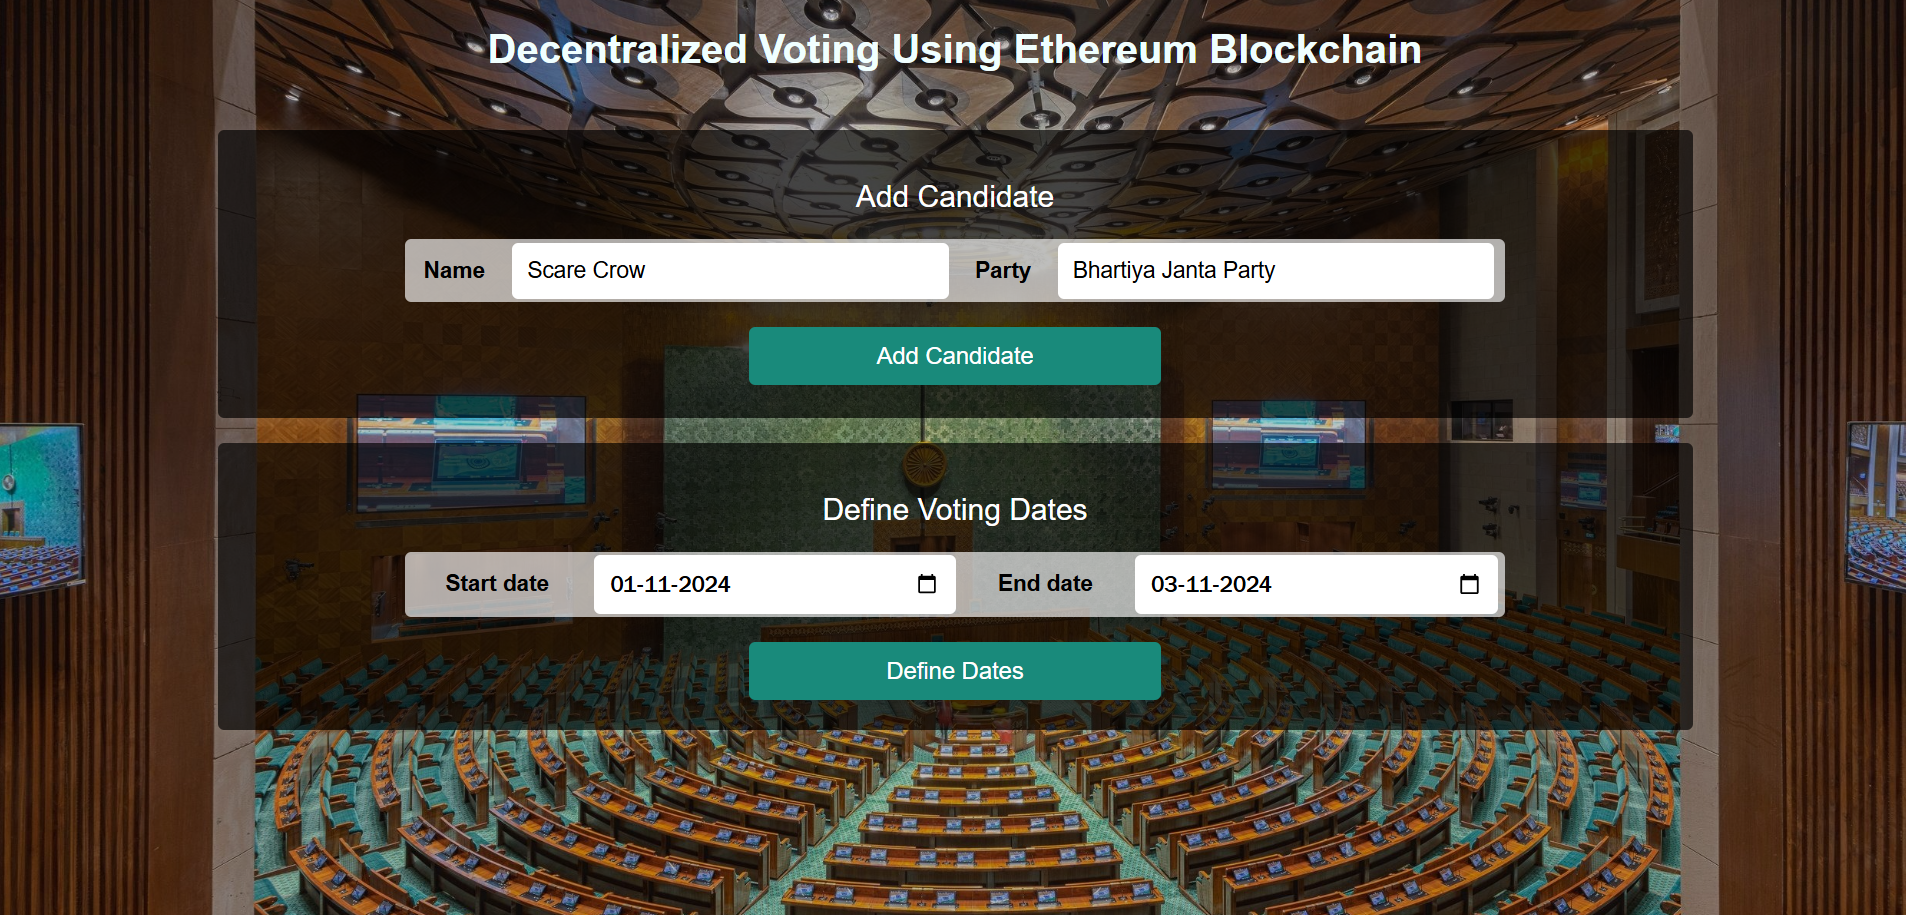 Decentralized Voting Using Ethereum Blockchain
Add Candidate
Name Scare Crow Party Bhartiya Janta Party
Add Candidate
Define Voting Dates
Start date 01-11-2024 End date 03-11-2024
Define Dates